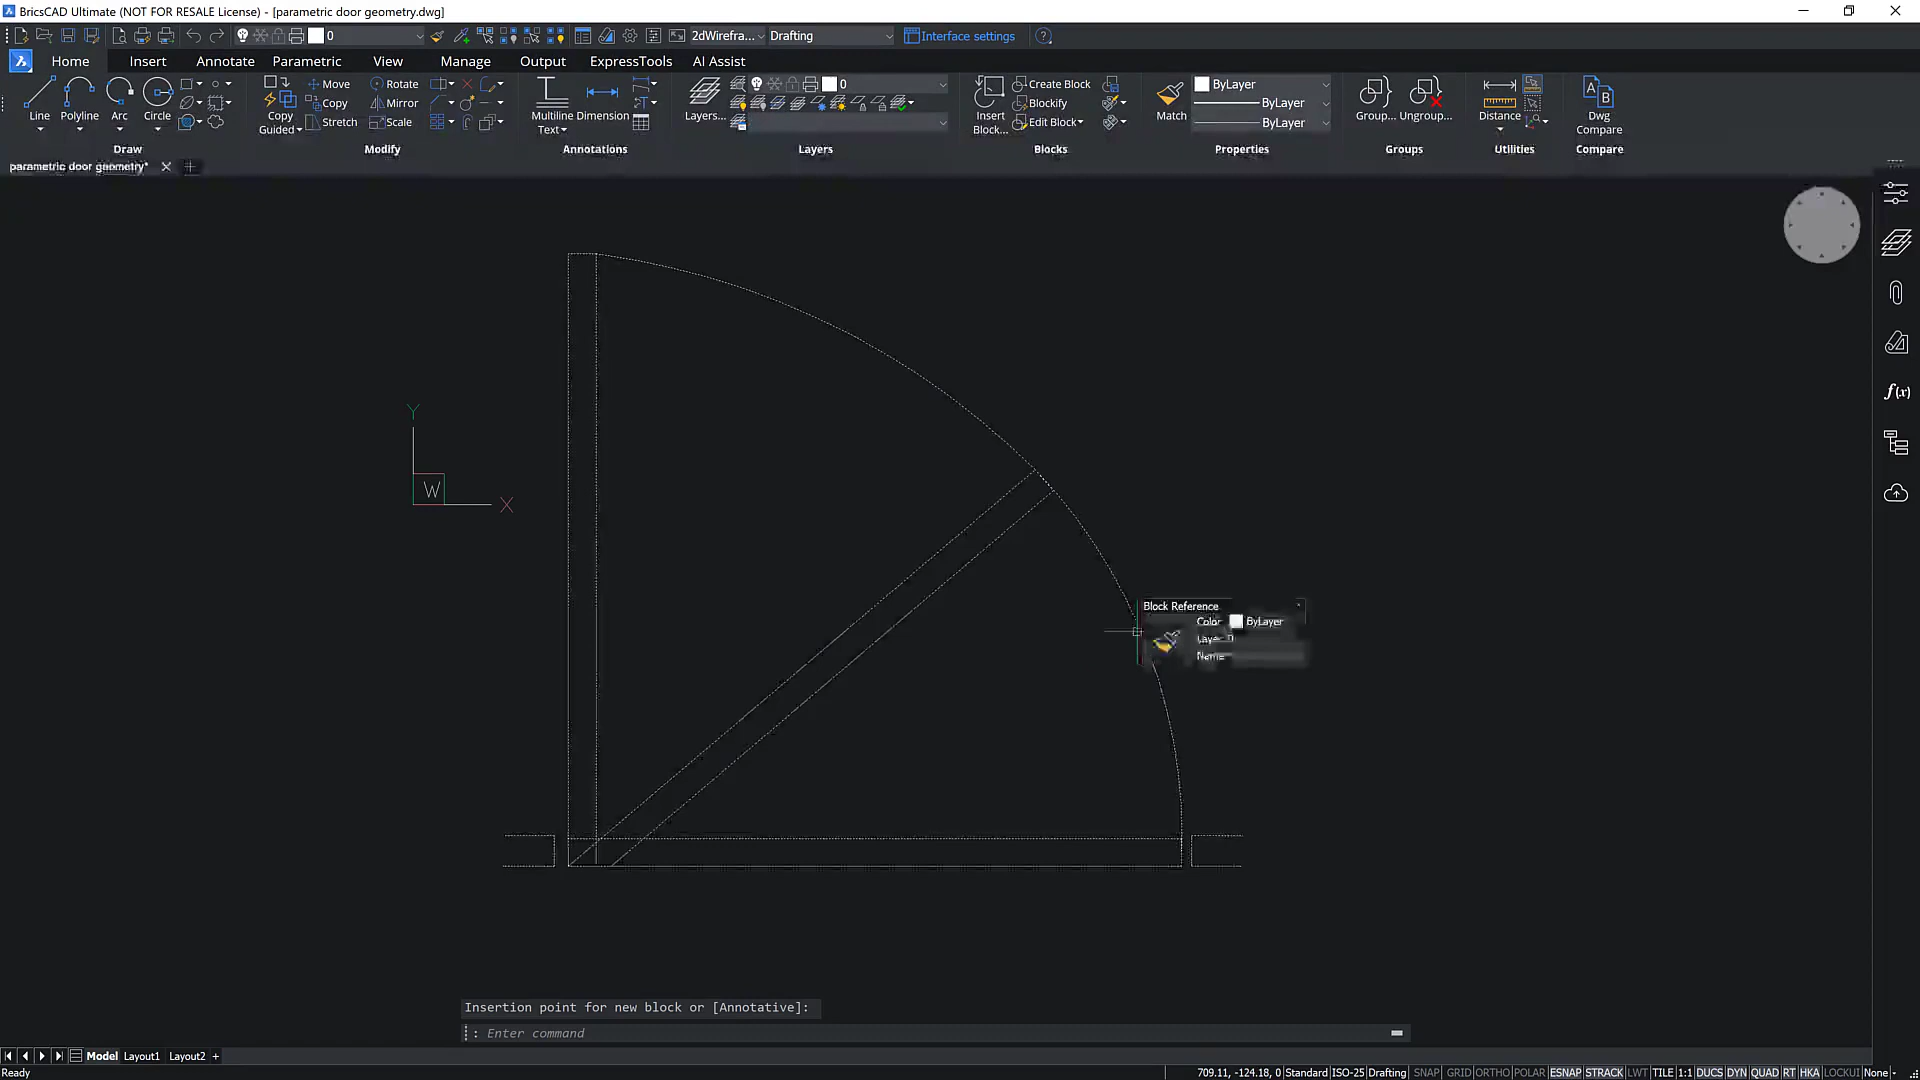 BricsCAD Ultimate (NOT FOR RESALE License) - [parametric door geometry.dwg]
0
2dWirefra...
Drafting
Interface settings
Home
Insert
Annotate
Parametric
View
Manage
Output
ExpressTools
AI Assist
Line
Polyline
Arc
Circle
Copy
Guided
Move
Copy
Stretch
Rotate
Mirror
Scale
Multiline
Text
Dimension
Layers...
0
Insert
Block...
Create Block
Blockify
Edit Block
Match
ByLayer
ByLayer
ByLayer
Group...
Ungroup...
Distance
Dwg
Compare
Draw
Modify
Annotations
Layers
Blocks
Properties
Groups
Utilities
Compare
parametric door geometry*
f(x)
Y
W
X
Block Reference
Color ByLayer
Layer 0
Name
Insertion point for new block or [Annotative]:
: Enter command
Model
Layout1
Layout2
+
Ready
709.11, -124.18, 0
Standard
ISO-25
Drafting
SNAP
GRID
ORTHO
POLAR
ESNAP
STRACK
LWT
TILE
1:1
DUCS
DYN
QUAD
RT
HKA
LOCKUI
None